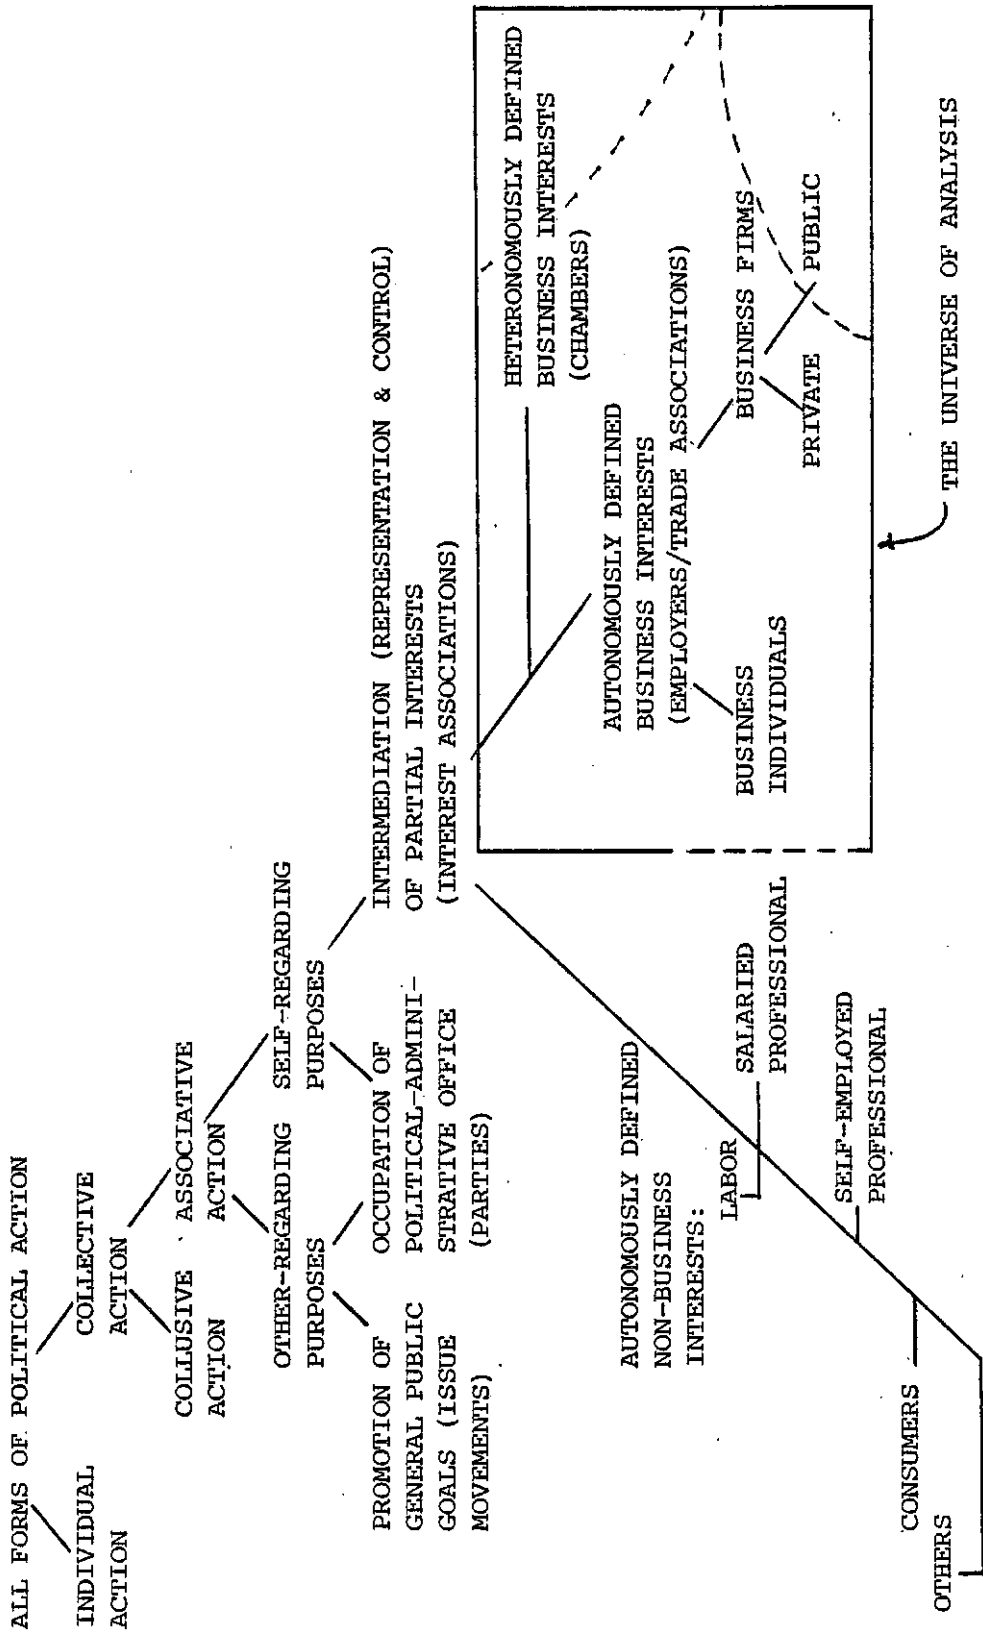 ALL FORMS OF POLITICAL ACTION
INDIVIDUAL
ACTION
COLLECTIVE
ACTION
COLLUSIVE
ACTION
ASSOCIATIVE
ACTION
OTHER-REGARDING
PURPOSES
SELF-REGARDING
PURPOSES
PROMOTION OF
GENERAL PUBLIC
GOALS (ISSUE
MOVEMENTS)
OCCUPATION OF
POLITICAL-ADMINI-
STRATIVE OFFICE
(PARTIES)
INTERMEDIATION (REPRESENTATION & CONTROL)
OF PARTIAL INTERESTS
(INTEREST ASSOCIATIONS)
HETERONOMOUSLY DEFINED
BUSINESS INTERESTS
(CHAMBERS)
AUTONOMOUSLY DEFINED
BUSINESS INTERESTS
(EMPLOYERS/TRADE ASSOCIATIONS)
BUSINESS
INDIVIDUALS
BUSINESS FIRMS
PRIVATE
PUBLIC
THE UNIVERSE OF ANALYSIS
AUTONOMOUSLY DEFINED
NON-BUSINESS
INTERESTS:
LABOR
SALARIED
PROFESSIONAL
SELF-EMPLOYED
PROFESSIONAL
CONSUMERS
OTHERS